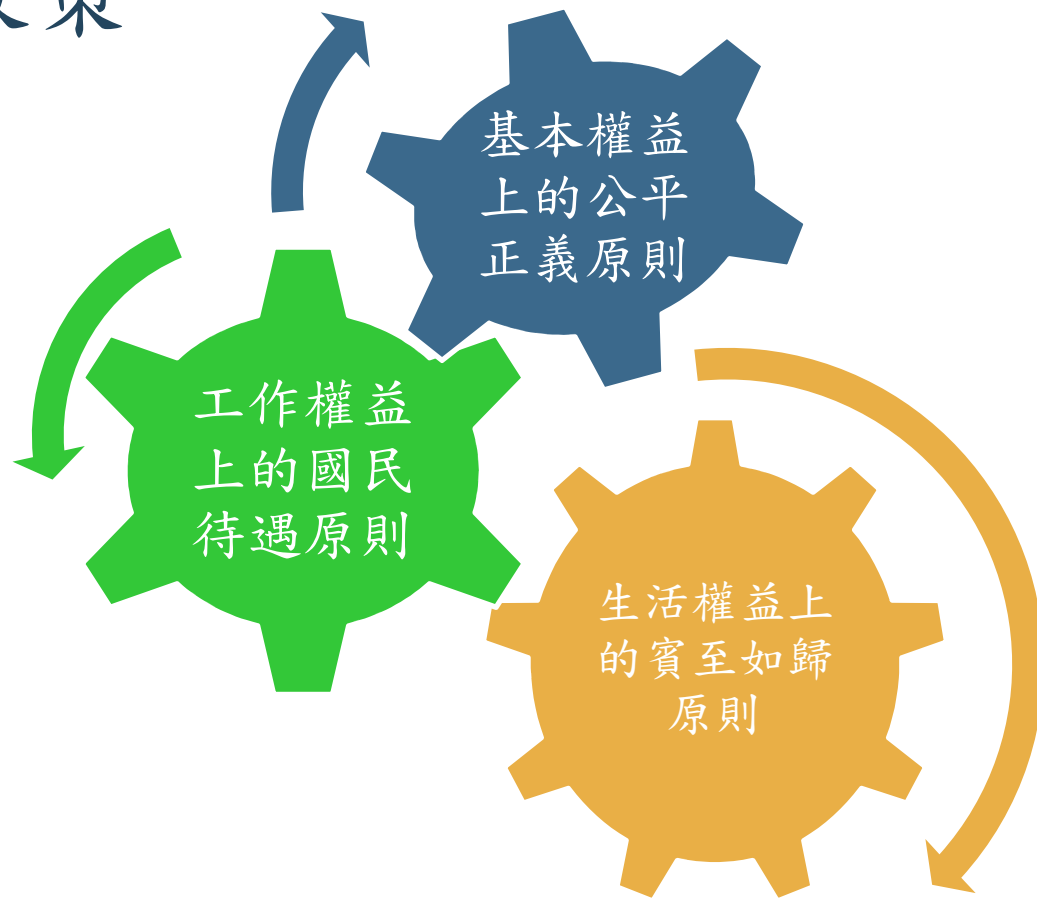 策
基本權益
上的公平
正義原則
工作權益
上的國民
待遇原則
生活權益上
的賓至如歸
原則